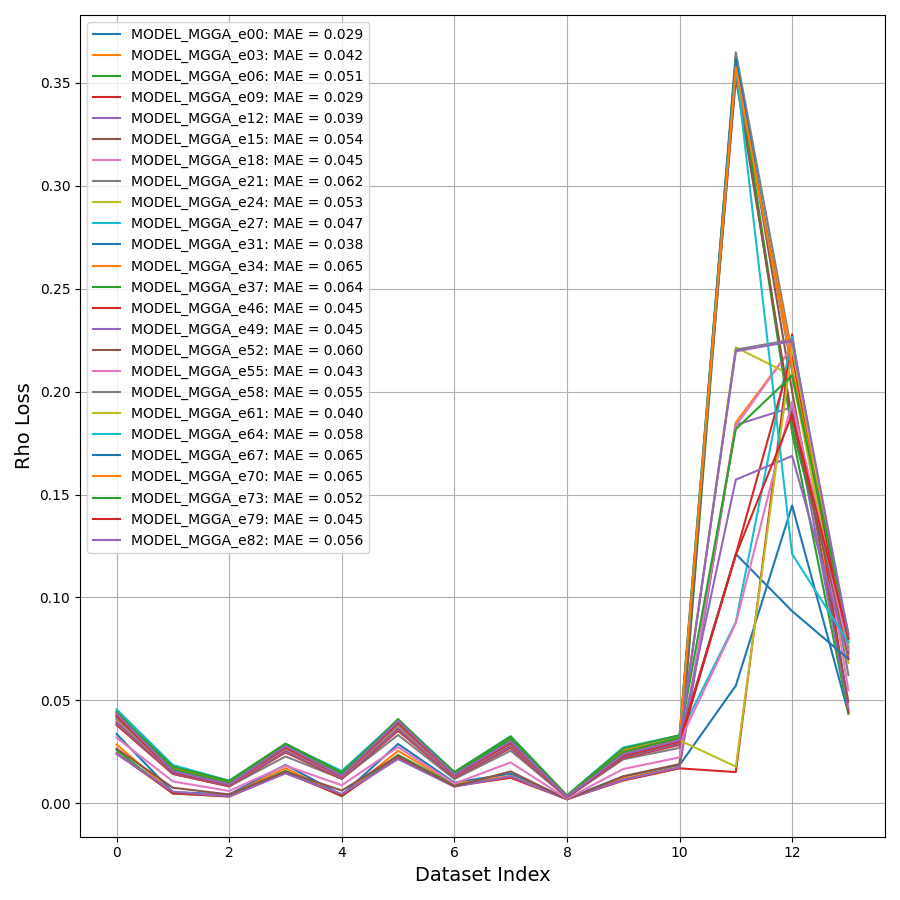 MODEL_MGGA_e00: MAE = 0.029
MODEL_MGGA_e03: MAE = 0.042
MODEL_MGGA_e06: MAE = 0.051
MODEL_MGGA_e09: MAE = 0.029
MODEL_MGGA_e12: MAE = 0.039
MODEL_MGGA_e15: MAE = 0.054
MODEL_MGGA_e18: MAE = 0.045
MODEL_MGGA_e21: MAE = 0.062
MODEL_MGGA_e24: MAE = 0.053
MODEL_MGGA_e27: MAE = 0.047
MODEL_MGGA_e31: MAE = 0.038
MODEL_MGGA_e34: MAE = 0.065
MODEL_MGGA_e37: MAE = 0.064
MODEL_MGGA_e46: MAE = 0.045
MODEL_MGGA_e49: MAE = 0.045
MODEL_MGGA_e52: MAE = 0.060
MODEL_MGGA_e55: MAE = 0.043
MODEL_MGGA_e58: MAE = 0.055
MODEL_MGGA_e61: MAE = 0.040
MODEL_MGGA_e64: MAE = 0.058
MODEL_MGGA_e67: MAE = 0.065
MODEL_MGGA_e70: MAE = 0.065
MODEL_MGGA_e73: MAE = 0.052
MODEL_MGGA_e79: MAE = 0.045
MODEL_MGGA_e82: MAE = 0.056
0.35
0.30
0.25
0.20
0.15
0.10
0.05
0.00
Rho Loss
0 2 4 6 8 10 12
Dataset Index